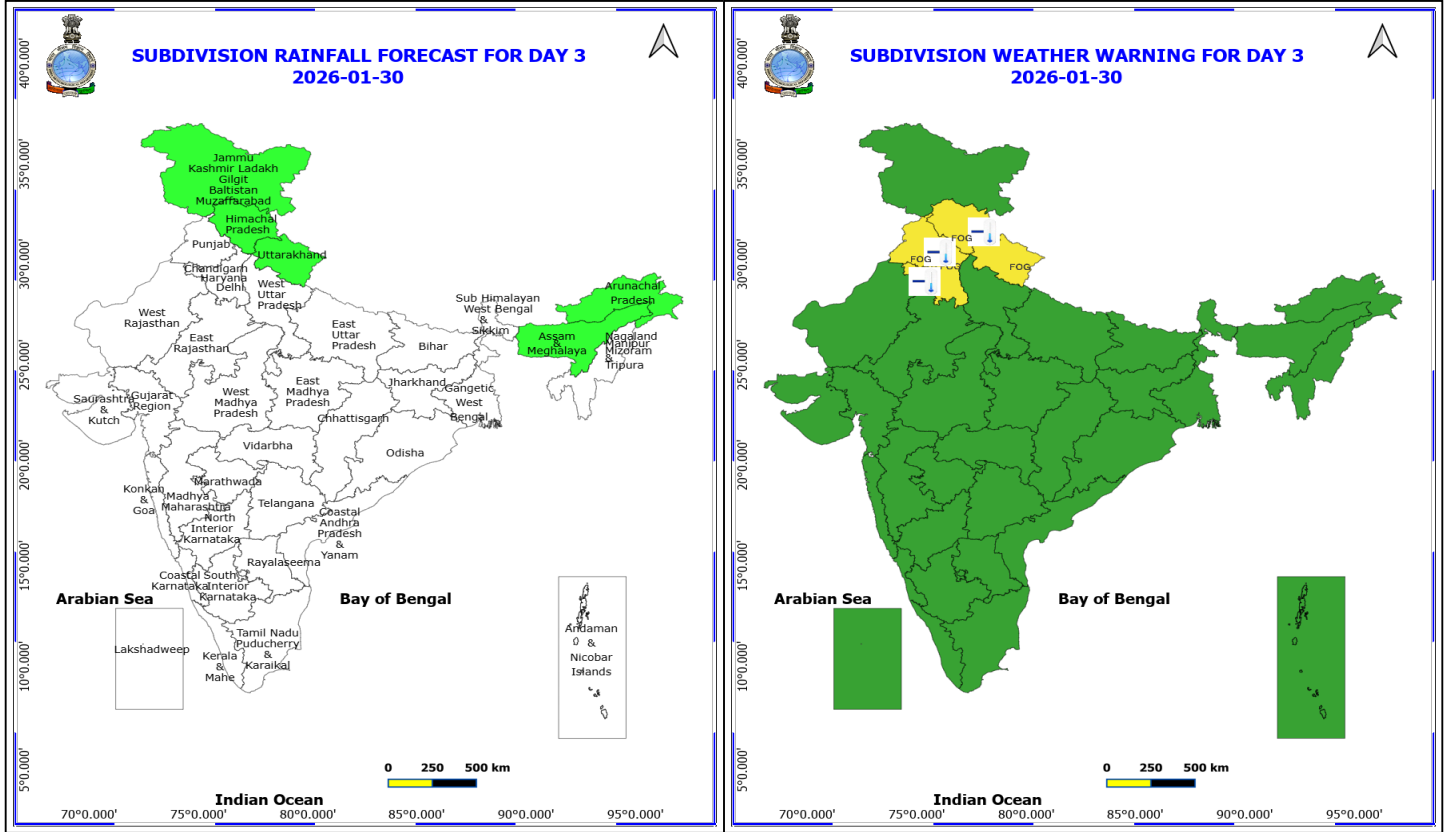 SUBDIVISION RAINFALL FORECAST FOR DAY 3
2026-01-30
40°0.000'
35°0.000'
30°0.000'
25°0.000'
20°0.000'
15°0.000'
10°0.000'
5°0.000'
Jammu
Kashmir Ladakh
Gilgit
Baltistan
Muzaffarabad
Himachal
Pradesh
Punjab
Uttarakhand
Chandigarh
Haryana
Delhi
West
Uttar
Pradesh
Arunachal
Pradesh
Sub Himalayan
West Bengal
&
Sikkim
West
Rajasthan
East
Rajasthan
East
Uttar
Pradesh
Bihar
Assam
&
Meghalaya
Nagaland
Manipur
Mizoram
&
Tripura
Saurashtra
&
Kutch
Gujarat
Region
West
Madhya
Pradesh
East
Madhya
Pradesh
Jharkhand
Gangetic
West
Bengal
Chhattisgarh
Vidarbha
Odisha
Konkan
&
Goa
Marathwada
Madhya
Maharashtra
Telangana
North
Interior
Karnataka
Coastal
Andhra
Pradesh
&
Yanam
Rayalaseema
Coastal
Karnataka
South
Interior
Karnataka
Arabian Sea
Bay of Bengal
Lakshadweep
Tamil Nadu
Puducherry
&
Karaikal
Kerala
&
Mahe
Andaman
&
Nicobar
Islands
0 250 500 km
Indian Ocean
70°0.000' 75°0.000' 80°0.000' 85°0.000' 90°0.000' 95°0.000'
SUBDIVISION WEATHER WARNING FOR DAY 3
2026-01-30
40°0.000'
35°0.000'
30°0.000'
25°0.000'
20°0.000'
15°0.000'
10°0.000'
5°0.000'
FOG
FOG
FOG
Arabian Sea
Bay of Bengal
0 250 500 km
Indian Ocean
70°0.000' 75°0.000' 80°0.000' 85°0.000' 90°0.000' 95°0.000'